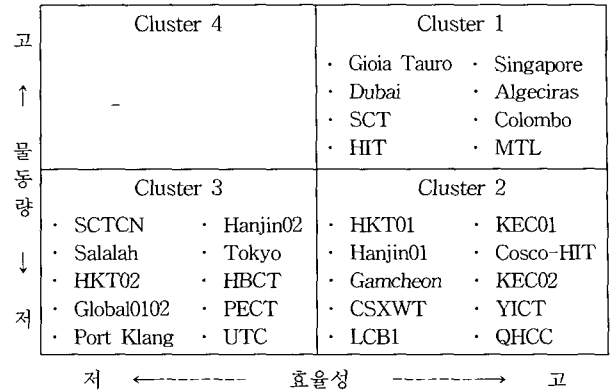 고
↑
물
동
량
↓
저
Cluster 4
-
Cluster 1
· Gioia Tauro · Singapore
· Dubai · Algeciras
· SCT · Colombo
· HIT · MTL
Cluster 3
· SCTCN · Hanjin02
· Salalah · Tokyo
· HKT02 · HBCT
· Global0102 · PECT
· Port Klang · UTC
Cluster 2
· HKT01 · KEC01
· Hanjin01 · Cosco-HIT
· Gamcheon · KEC02
· CSXWT · YICT
· LCB1 · QHCC
저 ←------ 효율성 ------→ 고